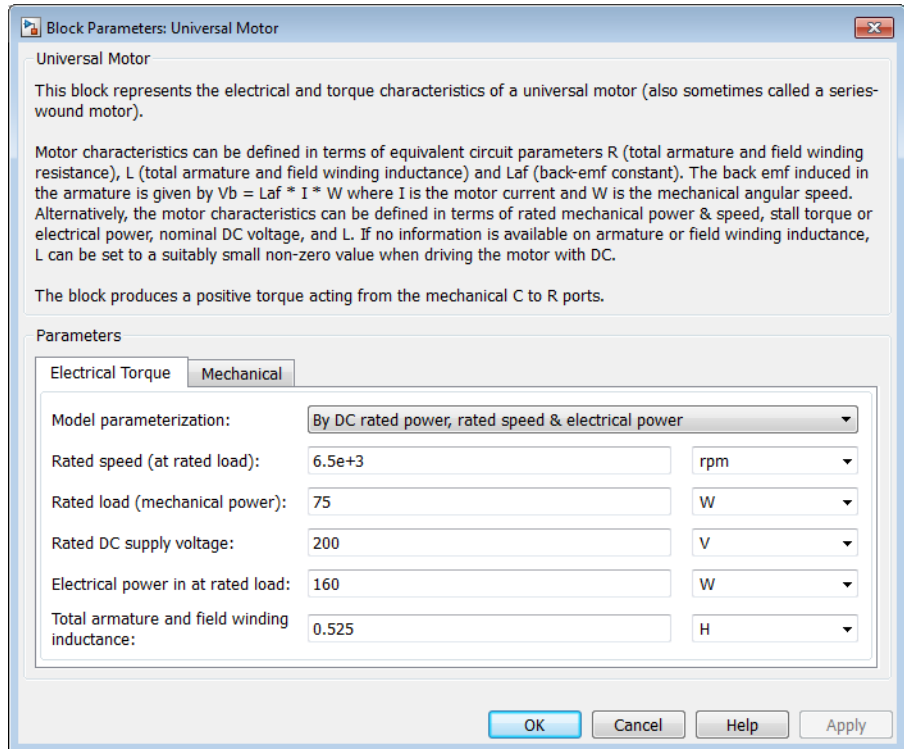 Block Parameters: Universal Motor
Universal Motor
This block represents the electrical and torque characteristics of a universal motor (also sometimes called a series-
wound motor).
Motor characteristics can be defined in terms of equivalent circuit parameters R (total armature and field winding
resistance), L (total armature and field winding inductance) and Laf (back-emf constant). The back emf induced in
the armature is given by Vb = Laf * I * W where I is the motor current and W is the mechanical angular speed.
Alternatively, the motor characteristics can be defined in terms of rated mechanical power & speed, stall torque or
electrical power, nominal DC voltage, and L. If no information is available on armature or field winding inductance,
L can be set to a suitably small non-zero value when driving the motor with DC.
The block produces a positive torque acting from the mechanical C to R ports.
Parameters
Electrical Torque Mechanical
Model parameterization: By DC rated power, rated speed & electrical power
Rated speed (at rated load): 6.5e+3 rpm
Rated load (mechanical power): 75 W
Rated DC supply voltage: 200 V
Electrical power in at rated load: 160 W
Total armature and field winding
inductance: 0.525 H
OK Cancel Help Apply